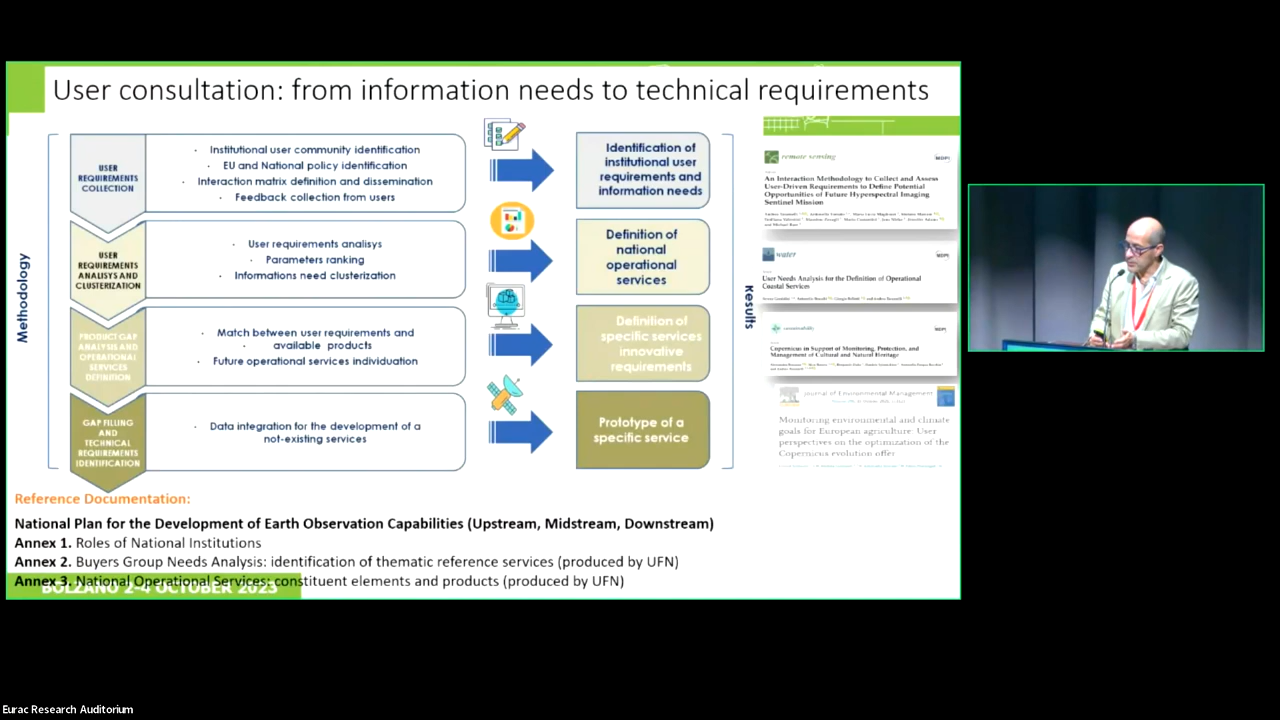 User consultation: from information needs to technical requirements
Methodology
USER
REQUIREMENTS
COLLECTION
· Institutional user community identification
· EU and National policy identification
· Interaction matrix definition and dissemination
· Feedback collection from users
Identification of
institutional user
requirements and
information needs
USER
REQUIREMENTS
ANALISYS AND
CLUSTERIZATION
· User requirements analisys
· Parameters ranking
· Informations need clusterization
Definition of
national
operational
services
PRODUCT GAP
ANALYSIS AND
OPERATIONAL
SERVICES
DEFINITION
· Match between user requirements and
available products
· Future operational services individuation
Definition of
specific services
innovative
requirements
GAP FILLING
AND
TECHNICAL
REQUIREMENTS
IDENTIFICATION
· Data integration for the development of a
not-existing services
Prototype of a
specific service
Results
remote sensing
MDPI
An Interaction Methodology to Collect and Assess
User-Driven Requirements to Define Potential
Opportunities of Future Hyperspectral Imaging
Sentinel Mission
water
MDPI
User Needs Analysis for the Definition of Operational
Coastal Services
sustainability
MDPI
Copernicus in Support of Monitoring, Protection, and
Management of Cultural and Natural Heritage
Journal of Environmental Management
Monitoring environmental and climate
goals for European agriculture: User
perspectives on the optimization of the
Copernicus evolution offer
Reference Documentation:
National Plan for the Development of Earth Observation Capabilities (Upstream, Midstream, Downstream)
Annex 1. Roles of National Institutions
Annex 2. Buyers Group Needs Analysis: identification of thematic reference services (produced by UFN)
Annex 3. National Operational Services: constituent elements and products (produced by UFN)
BOLZANO 2-4 OCTOBER 2023
Eurac Research Auditorium